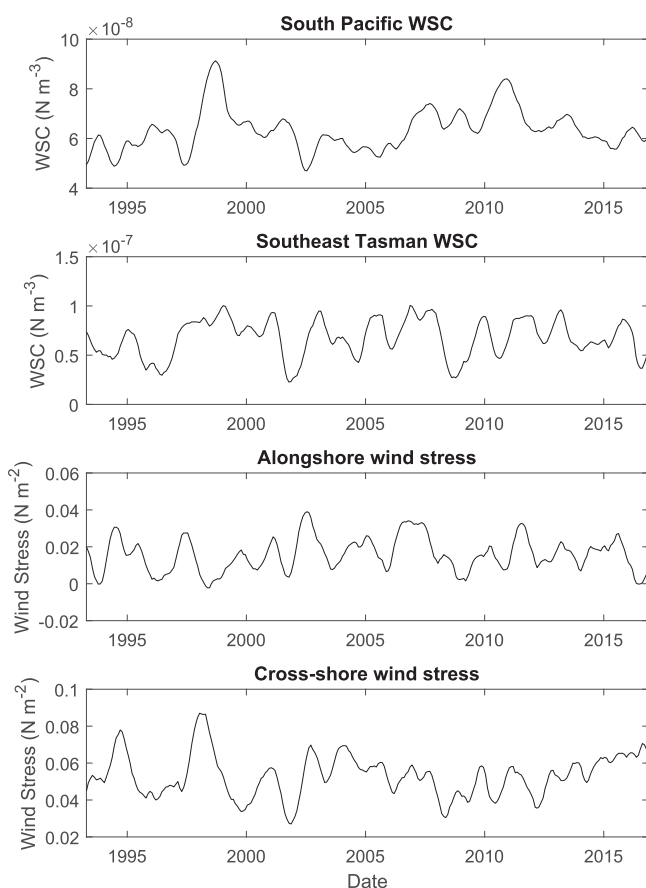 South Pacific WSC
×10⁻⁸
10
8
6
4
WSC (N m⁻³)
1995 2000 2005 2010 2015
Southeast Tasman WSC
×10⁻⁷
1.5
1
0.5
0
WSC (N m⁻³)
1995 2000 2005 2010 2015
Alongshore wind stress
0.06
0.04
0.02
0
-0.02
Wind Stress (N m⁻²)
1995 2000 2005 2010 2015
Cross-shore wind stress
0.1
0.08
0.06
0.04
0.02
Wind Stress (N m⁻²)
1995 2000 2005 2010 2015
Date